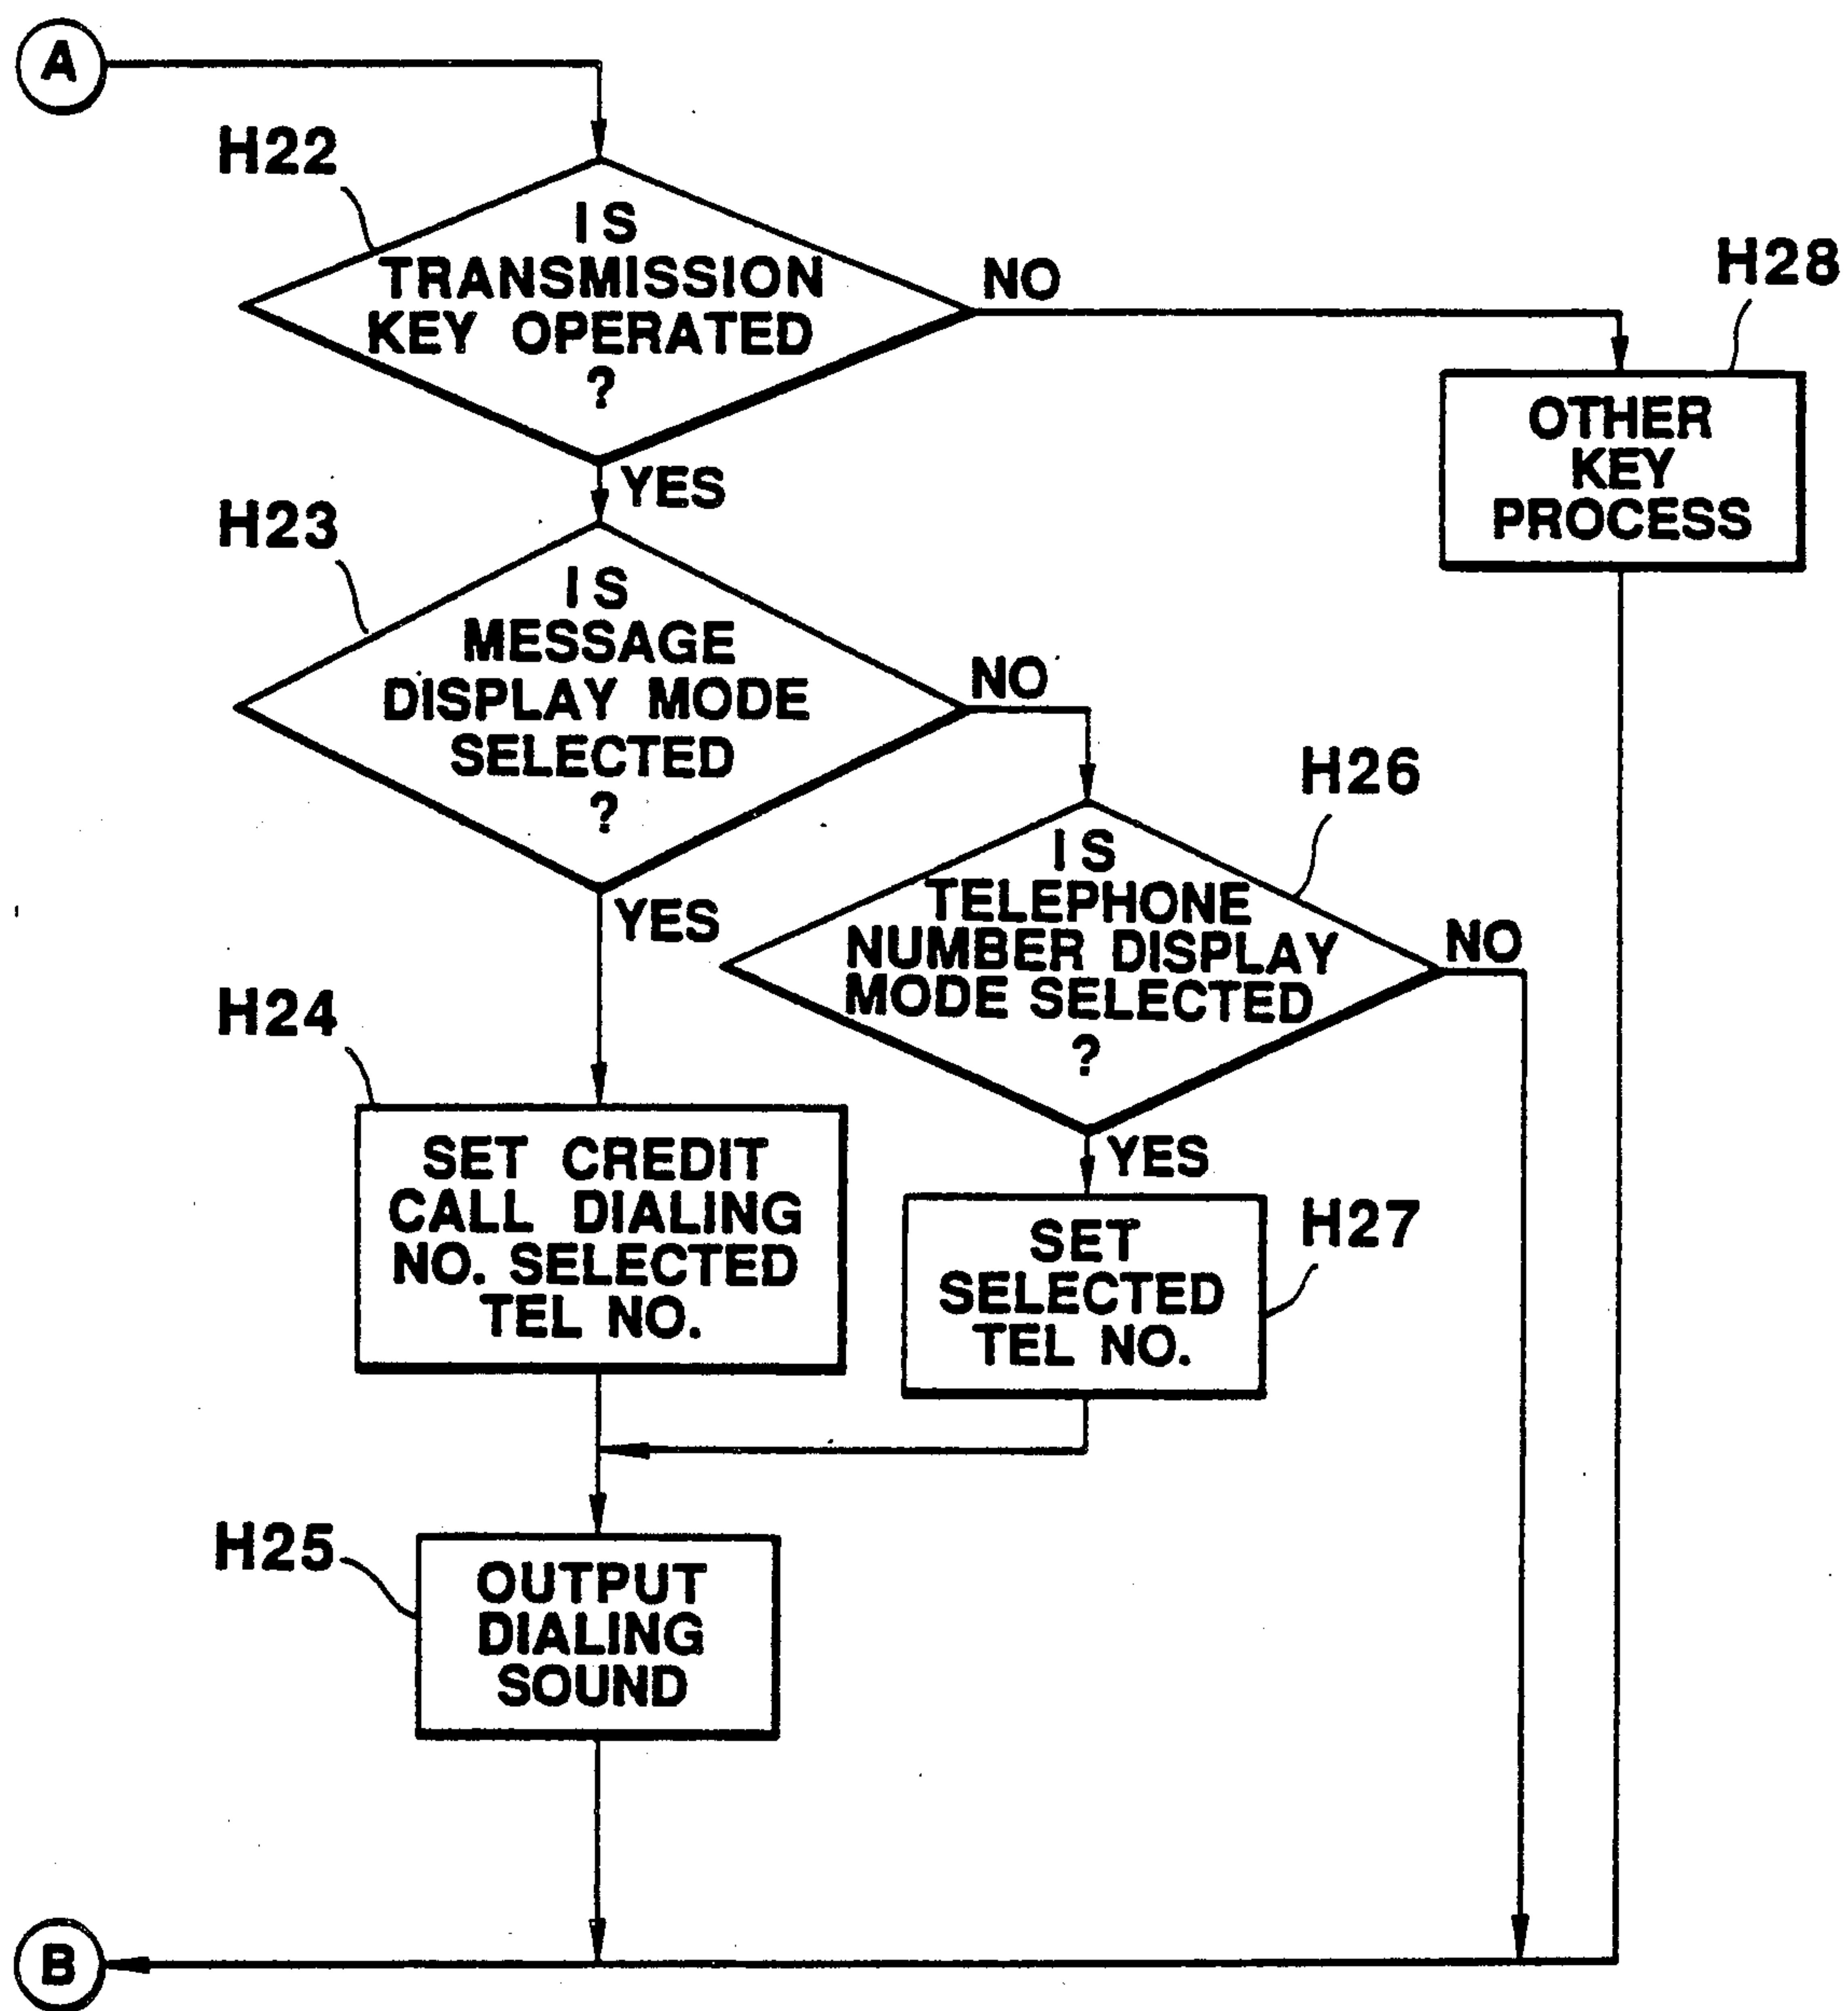 A
H22
IS
TRANSMISSION
KEY OPERATED
?
NO
H28
OTHER
KEY
PROCESS
YES
H23
IS
MESSAGE
DISPLAY MODE
SELECTED
?
NO
H26
IS
TELEPHONE
NUMBER DISPLAY
MODE SELECTED
?
NO
YES
H24
SET CREDIT
CALL DIALING
NO. SELECTED
TEL NO.
YES
H27
SET
SELECTED
TEL NO.
H25
OUTPUT
DIALING
SOUND
B